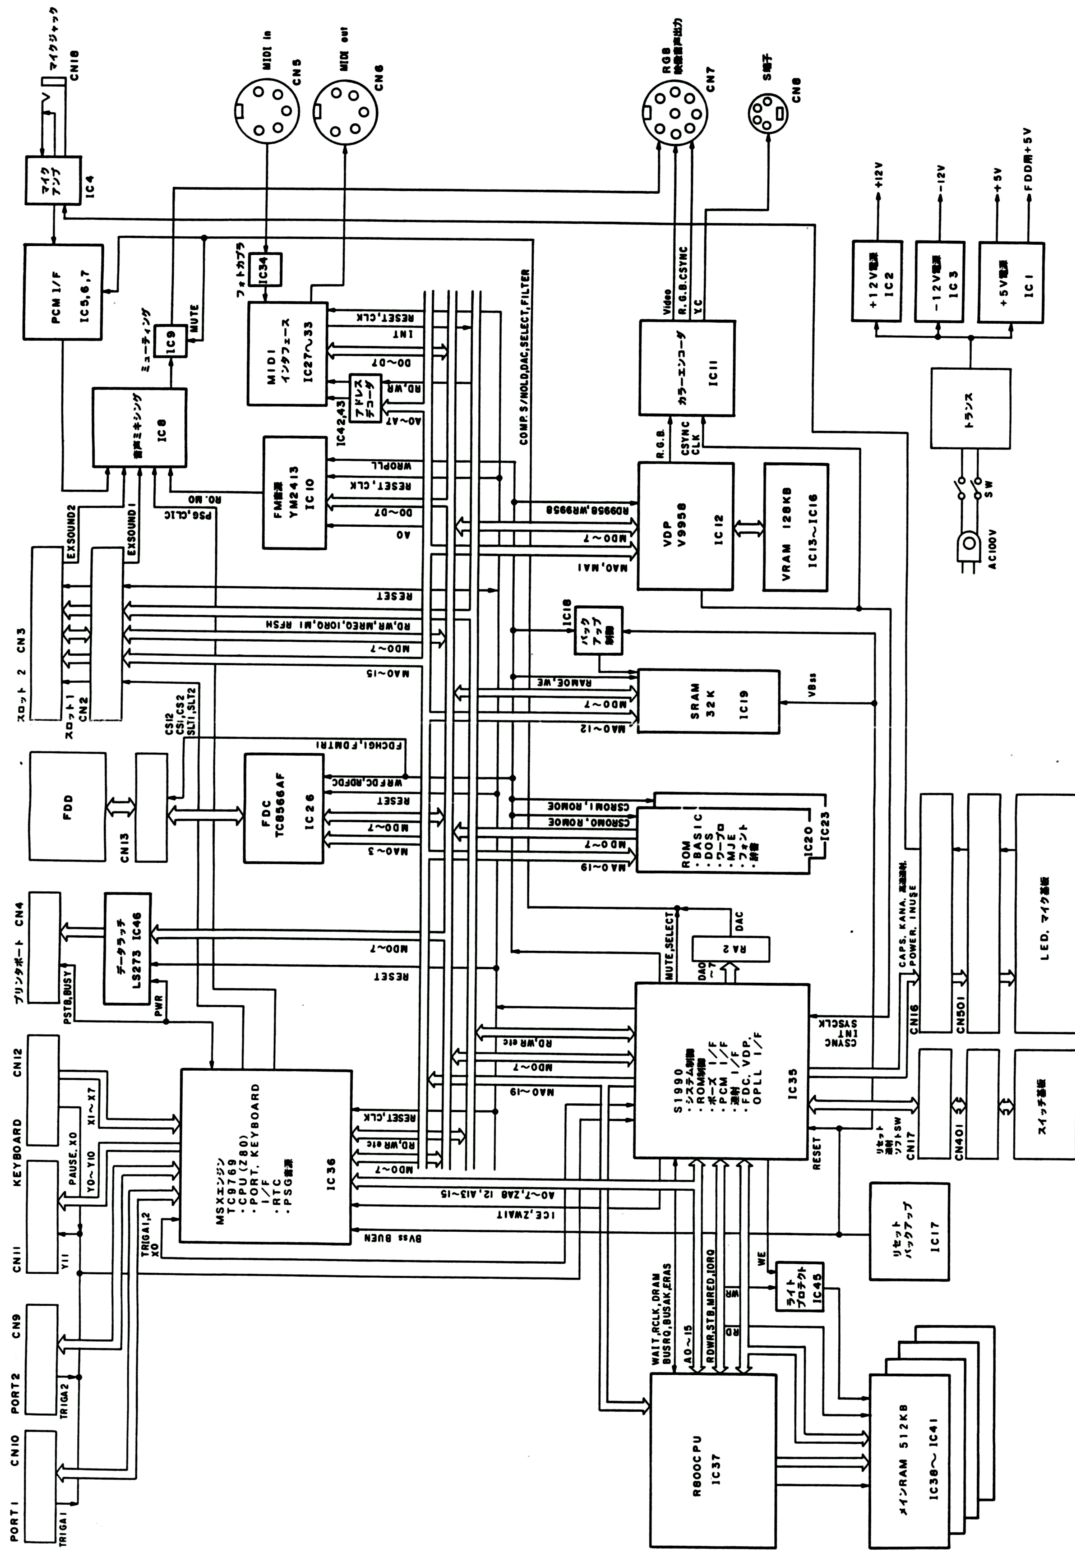 PORT1 CN10
TRIGA1
PORT2 CN9
TRIGA2
CN11 KEYBOARD CN12
Y11
PAUSE, X0
Y0～Y10
X1～X7
TRIGA1,2
X0
プリンタポート CN4
PSTB, BUSY
データラッチ
LS273 IC46
PWR
RESET
MD0～7
FDD
CN13
FDC
TC8566AF
IC26
MA0～3
MD0～7
RESET
WRFDC, RDFDC
FDCHG1, FDMTR1
スロット2 CN3
スロット1
CN2
CS12
CS1, CS2
SLT1, SLT2
MA0～15
MD0～7
RD, WR, MREQ, IORQ, M1 RFSH
RESET
EXSOUND2
EXSOUND1
PSG, CLIC
RO. MO
音声ミキシング
IC8
ミューティング
IC9
MUTE
PCM I/F
IC5,6,7
マイク
アンプ
IC4
マイクジャック
CN18
FM音源
YM2413
IC10
A0
D0～D7
RESET, CLK
WROPLL
MIDI
インタフェース
IC27～33
フォトカプラ
IC34
アドレス
デコーダ
IC42,43
A0～A7
RD, WR
D0～D7
INT
RESET, CLK
MIDI in
CN5
MIDI out
CN6
MSXエンジン
TC9769
・CPU(Z80)
・PORT, KEYBOARD
I/F
・RTC
・PSG音源
IC36
BVss BUEN
ICE, ZWAIT
A0～7, ZA8 12, A13～15
MD0～7
RD, WR etc
RESET, CLK
COMP. S/NOLD, DAC, SELECT, FILTER
R800CPU
IC37
WAIT, RCLK, DRAM
BUSRQ, BUSAK, ERAS
A0～15
RDWR, STB, MRED, IORQ
RD
WR
WE
ライト
プロテクト
IC45
メインRAM 512KB
IC38～IC41
S1990
・システム制御
・ROM制御
・ポーズ I/F
・PCM I/F
・連射 I/F
・FDC, VDP,
OPLL I/F
IC35
MA0～19
MD0～7
RD, WR etc
MUTE, SELECT
DA0
～7
RA2
DAC
RESET
CSYNC
INT
SYSCLK
リセット
バックアップ
IC17
リセット
連射
ソフトSW
CN17
CN401
スイッチ基板
CAPS, KANA, 高速連射,
POWER, INUSE
CN16
CN501
LED, マイク基板
ROM
・BASIC
・DOS
・ワープロ
・MJE
・フォント
・辞書
IC20
IC23
MA0～19
MD0～7
CSROM0, ROMOE
CSROM1, ROMOE
SRAM
32K
IC19
MA0～12
MD0～7
RAMOE, WE
VBss
バック
アップ
制御
IC18
VDP
V9958
IC12
MA0, MA1
MD0～7
RD9958, WR9958
VRAM 128KB
IC13～IC16
R.G.B.
CSYNC
CLK
カラーエンコーダ
IC11
Video
R.G.B. CSYNC
Y.C
RGB
映像音声出力
CN7
S端子
CN8
AC100V
SW
トランス
+12V電源
IC2
-12V電源
IC3
+5V電源
IC1
+12V
-12V
+5V
FDD用+5V